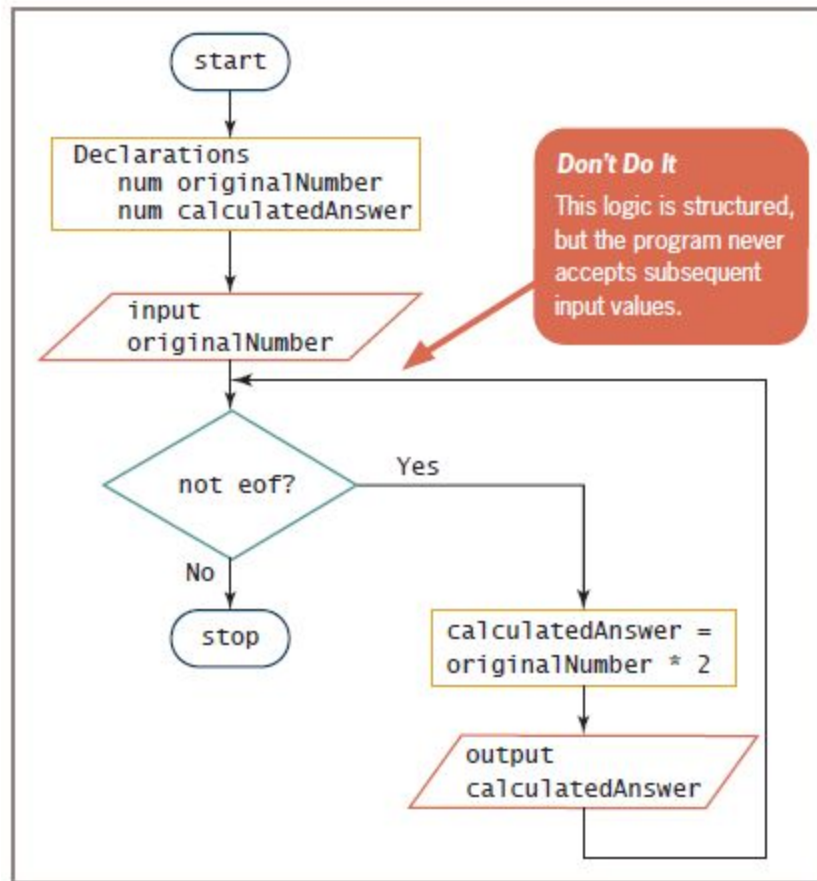 start
Declarations
num originalNumber
num calculatedAnswer
Don't Do It
This logic is structured,
but the program never
accepts subsequent
input values.
input
originalNumber
not eof?
Yes
No
stop
calculatedAnswer =
originalNumber * 2
output
calculatedAnswer